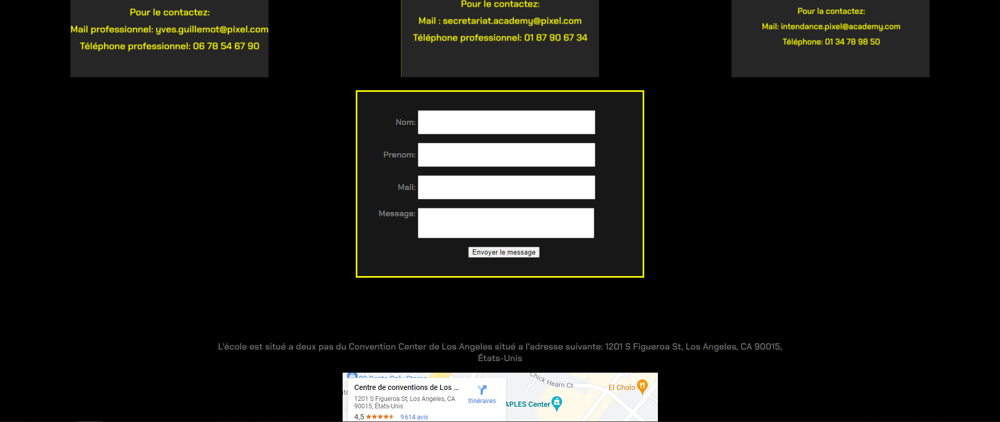 Pour le contactez:
Mail professionnel: yves.guillemot@pixel.com
Téléphone professionnel: 06 78 54 67 90
Pour le contactez:
Mail : secretariat.academy@pixel.com
Téléphone professionnel: 01 87 90 67 34
Pour la contactez:
Mail: intendance.pixel@academy.com
Téléphone: 01 34 78 98 50
Nom:
Prenom:
Mail:
Message:
Envoyer le message
L'école est situé a deux pas du Convention Center de Los Angeles situé a l'adresse suivante: 1201 S Figueroa St, Los Angeles, CA 90015,
États-Unis
Chick Hearn Ct
El Cholo
Centre de conventions de Los ...
1201 S Figueroa St, Los Angeles, CA
90015, États-Unis
Itinéraires
4,5
9 614 avis
APLES Center